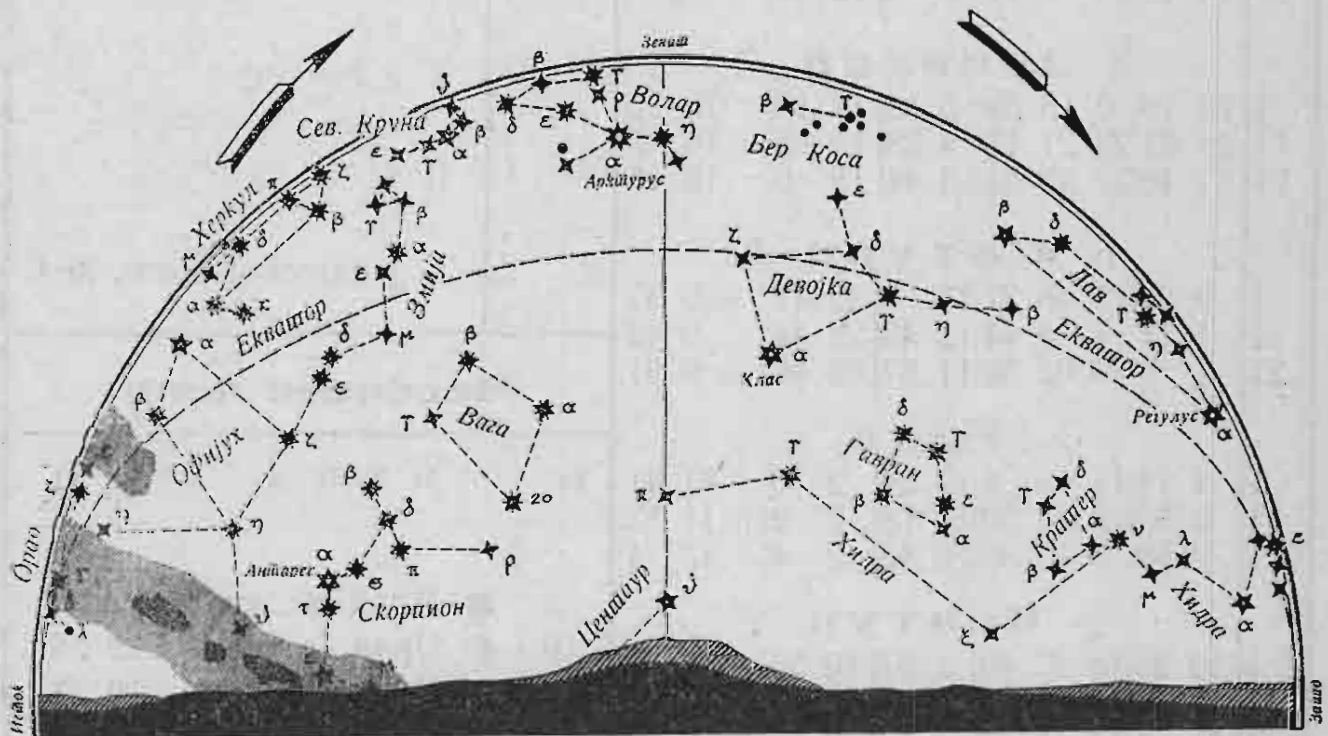 Зенит
β γ
ρ Волар
δ ε η
α
Арктурус
β γ
Бер Коса
Сев. Круна
ϑ β
ε γ α
Херкул
π ζ
β
δ
μ
α κ
γ β
α
ε
μ
Змија
δ
ε
Екватор
α
β
ζ
Офијух
η
ϑ
ζ ε
η
Орао
γ
λ
β
γ α
Вага
20
β
δ
π ρ
α
Антарес
σ
τ
Скорпион
ε
π γ
Хидра
ξ
Центаур
ϑ
ε
ζ δ
Девојка
γ η β
α
Клас
β δ
Лав
γ
η
Екватор
Регулус
α
δ γ
Гавран
β ε
α
γ δ
Кратер
β α
ν λ
μ
Хидра
α
ε
Исток
Запад